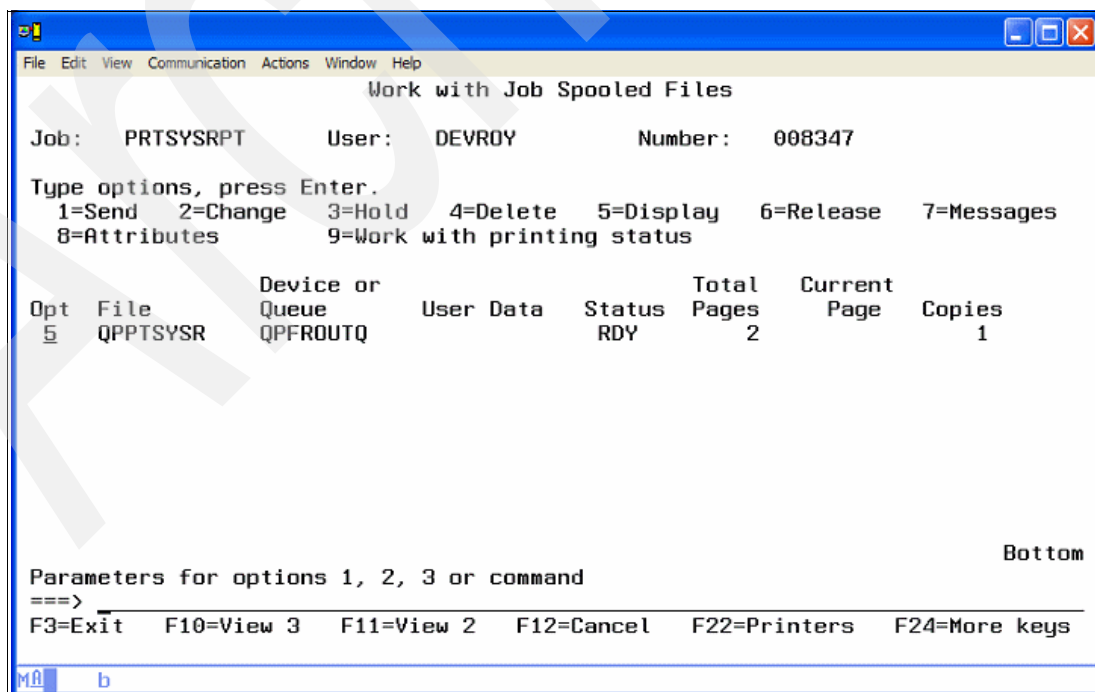 File Edit View Communication Actions Window Help
Work with Job Spooled Files
Job: PRTSYSRPT User: DEVROY Number: 008347
Type options, press Enter.
1=Send 2=Change 3=Hold 4=Delete 5=Display 6=Release 7=Messages
8=Attributes 9=Work with printing status
Device or Total Current
Opt File Queue User Data Status Pages Page Copies
5 QPPTSYSR QPFROUTQ RDY 2 1
Bottom
Parameters for options 1, 2, 3 or command
===>
F3=Exit F10=View 3 F11=View 2 F12=Cancel F22=Printers F24=More keys
MA b